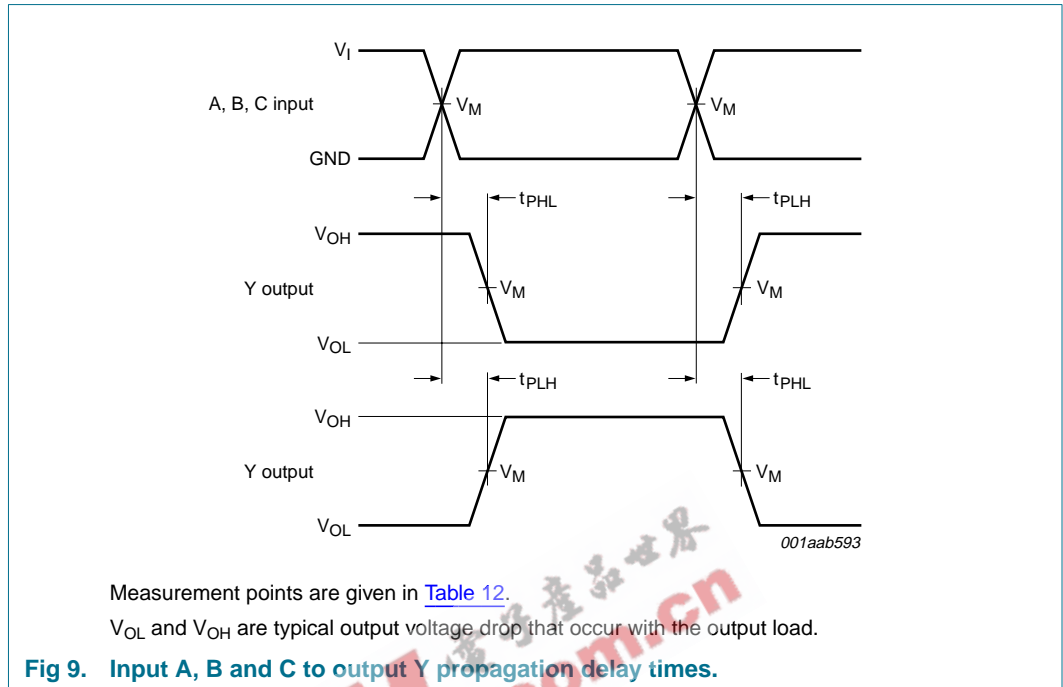 VI
A, B, C input
VM
VM
GND
tPHL
tPLH
VOH
Y output
VM
VM
VOL
tPLH
tPHL
VOH
Y output
VM
VM
VOL
001aab593
Measurement points are given in Table 12.
VOL and VOH are typical output voltage drop that occur with the output load.
Fig 9. Input A, B and C to output Y propagation delay times.
om.cn